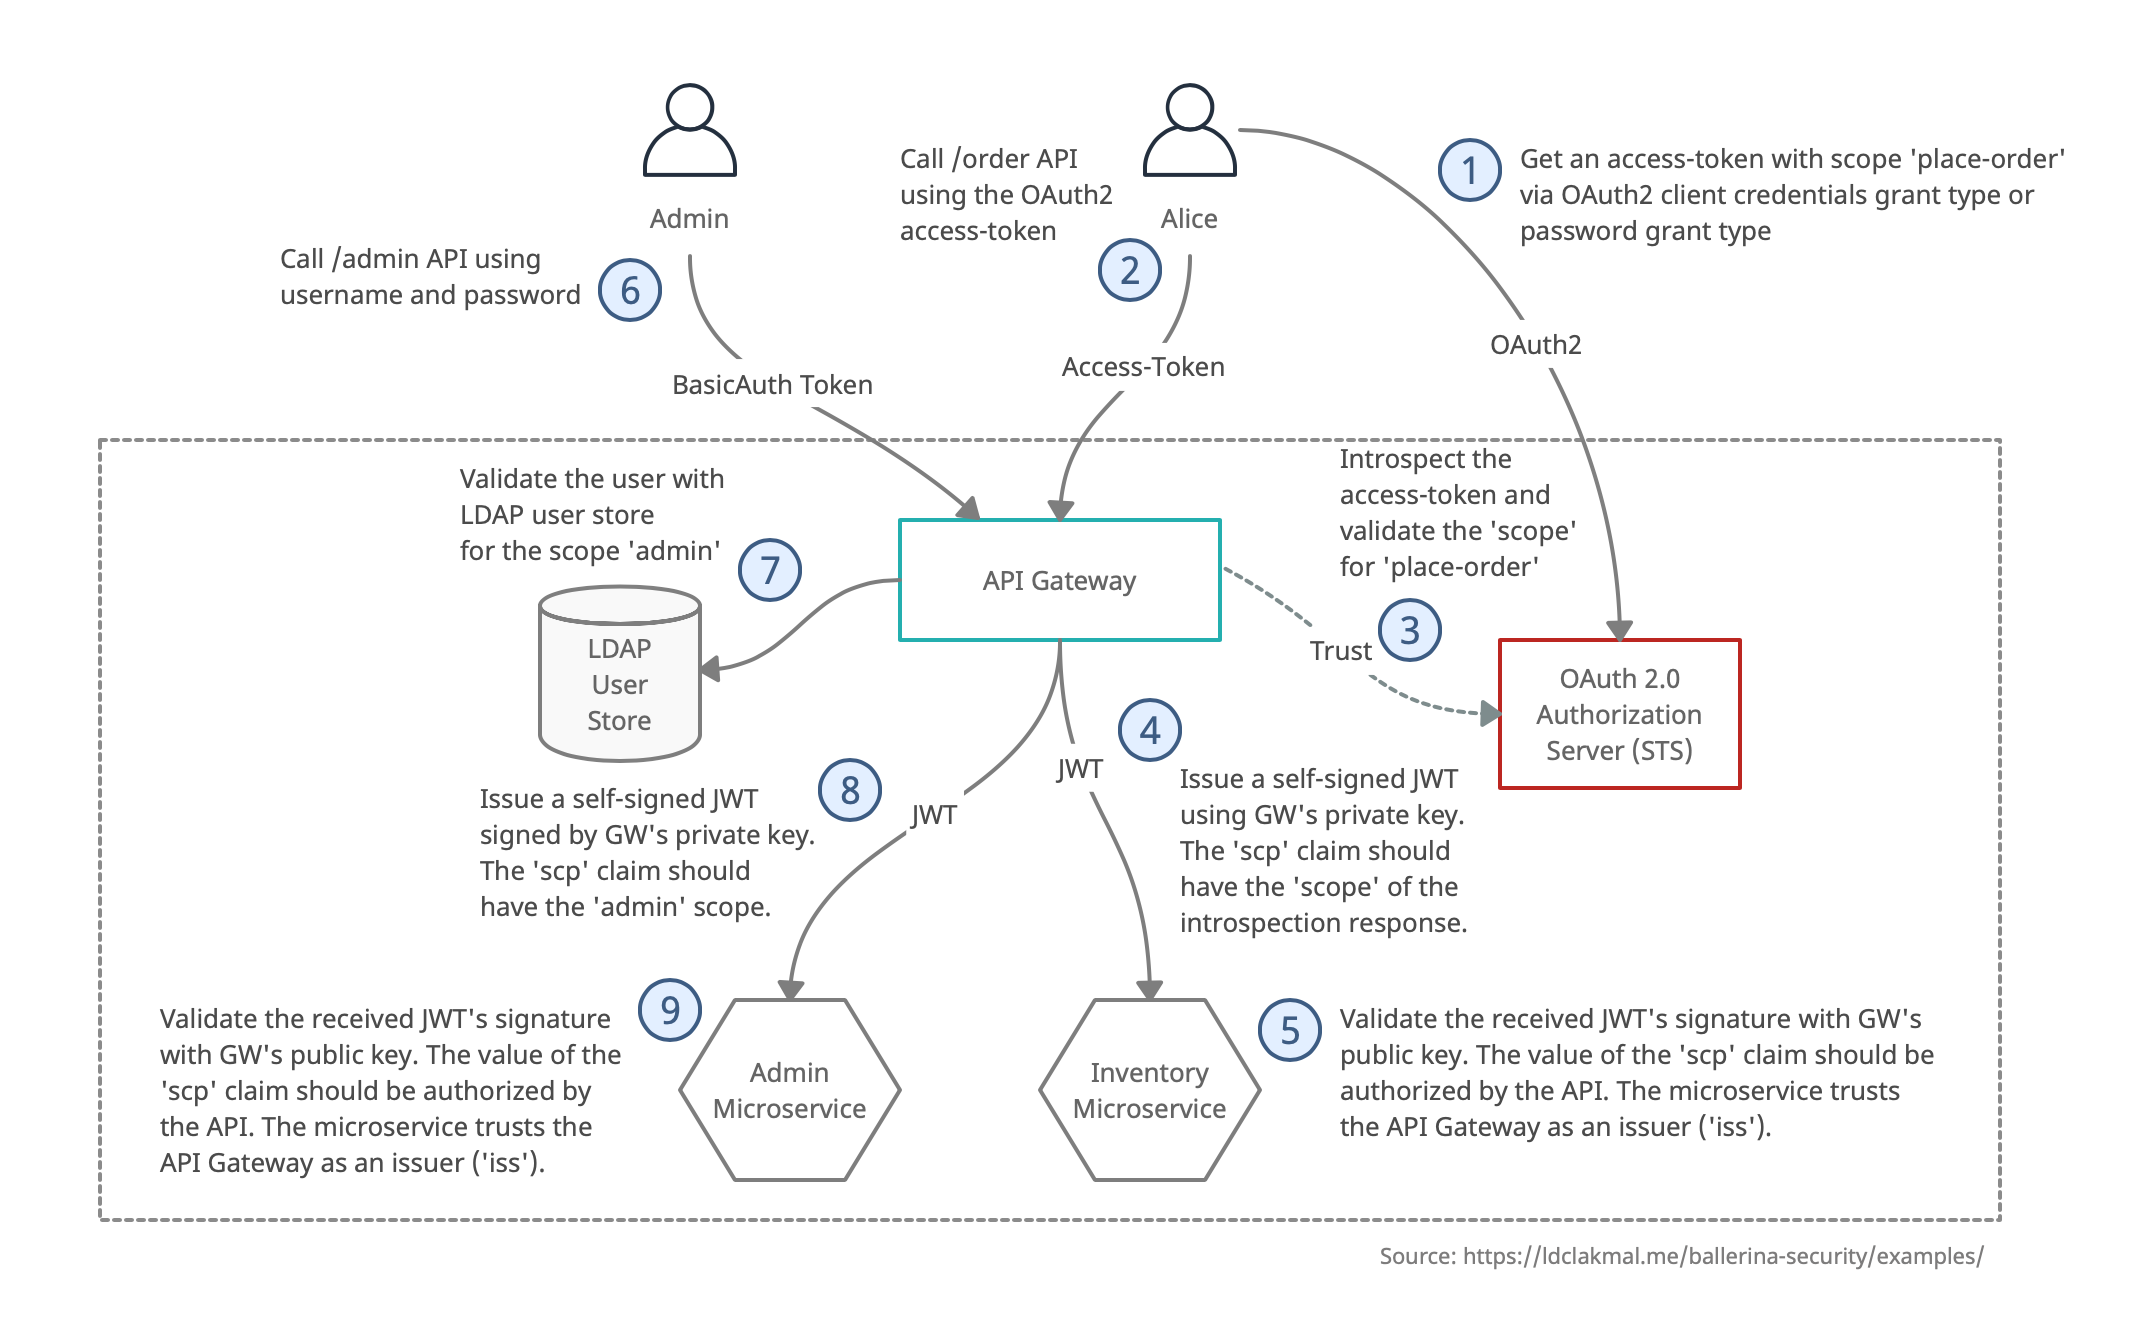 Admin
Alice
Call /order API
using the OAuth2
access-token
2
1
Get an access-token with scope 'place-order'
via OAuth2 client credentials grant type or
password grant type
Call /admin API using
username and password
6
BasicAuth Token
Access-Token
OAuth2
Validate the user with
LDAP user store
for the scope 'admin'
7
API Gateway
Introspect the
access-token and
validate the 'scope'
for 'place-order'
3
Trust
LDAP
User
Store
OAuth 2.0
Authorization
Server (STS)
Issue a self-signed JWT
signed by GW's private key.
The 'scp' claim should
have the 'admin' scope.
8
JWT
4
JWT
Issue a self-signed JWT
using GW's private key.
The 'scp' claim should
have the 'scope' of the
introspection response.
Validate the received JWT's signature
with GW's public key. The value of the
'scp' claim should be authorized by
the API. The microservice trusts the
API Gateway as an issuer ('iss').
9
Admin
Microservice
Inventory
Microservice
5
Validate the received JWT's signature with GW's
public key. The value of the 'scp' claim should be
authorized by the API. The microservice trusts
the API Gateway as an issuer ('iss').
Source: https://ldclakmal.me/ballerina-security/examples/